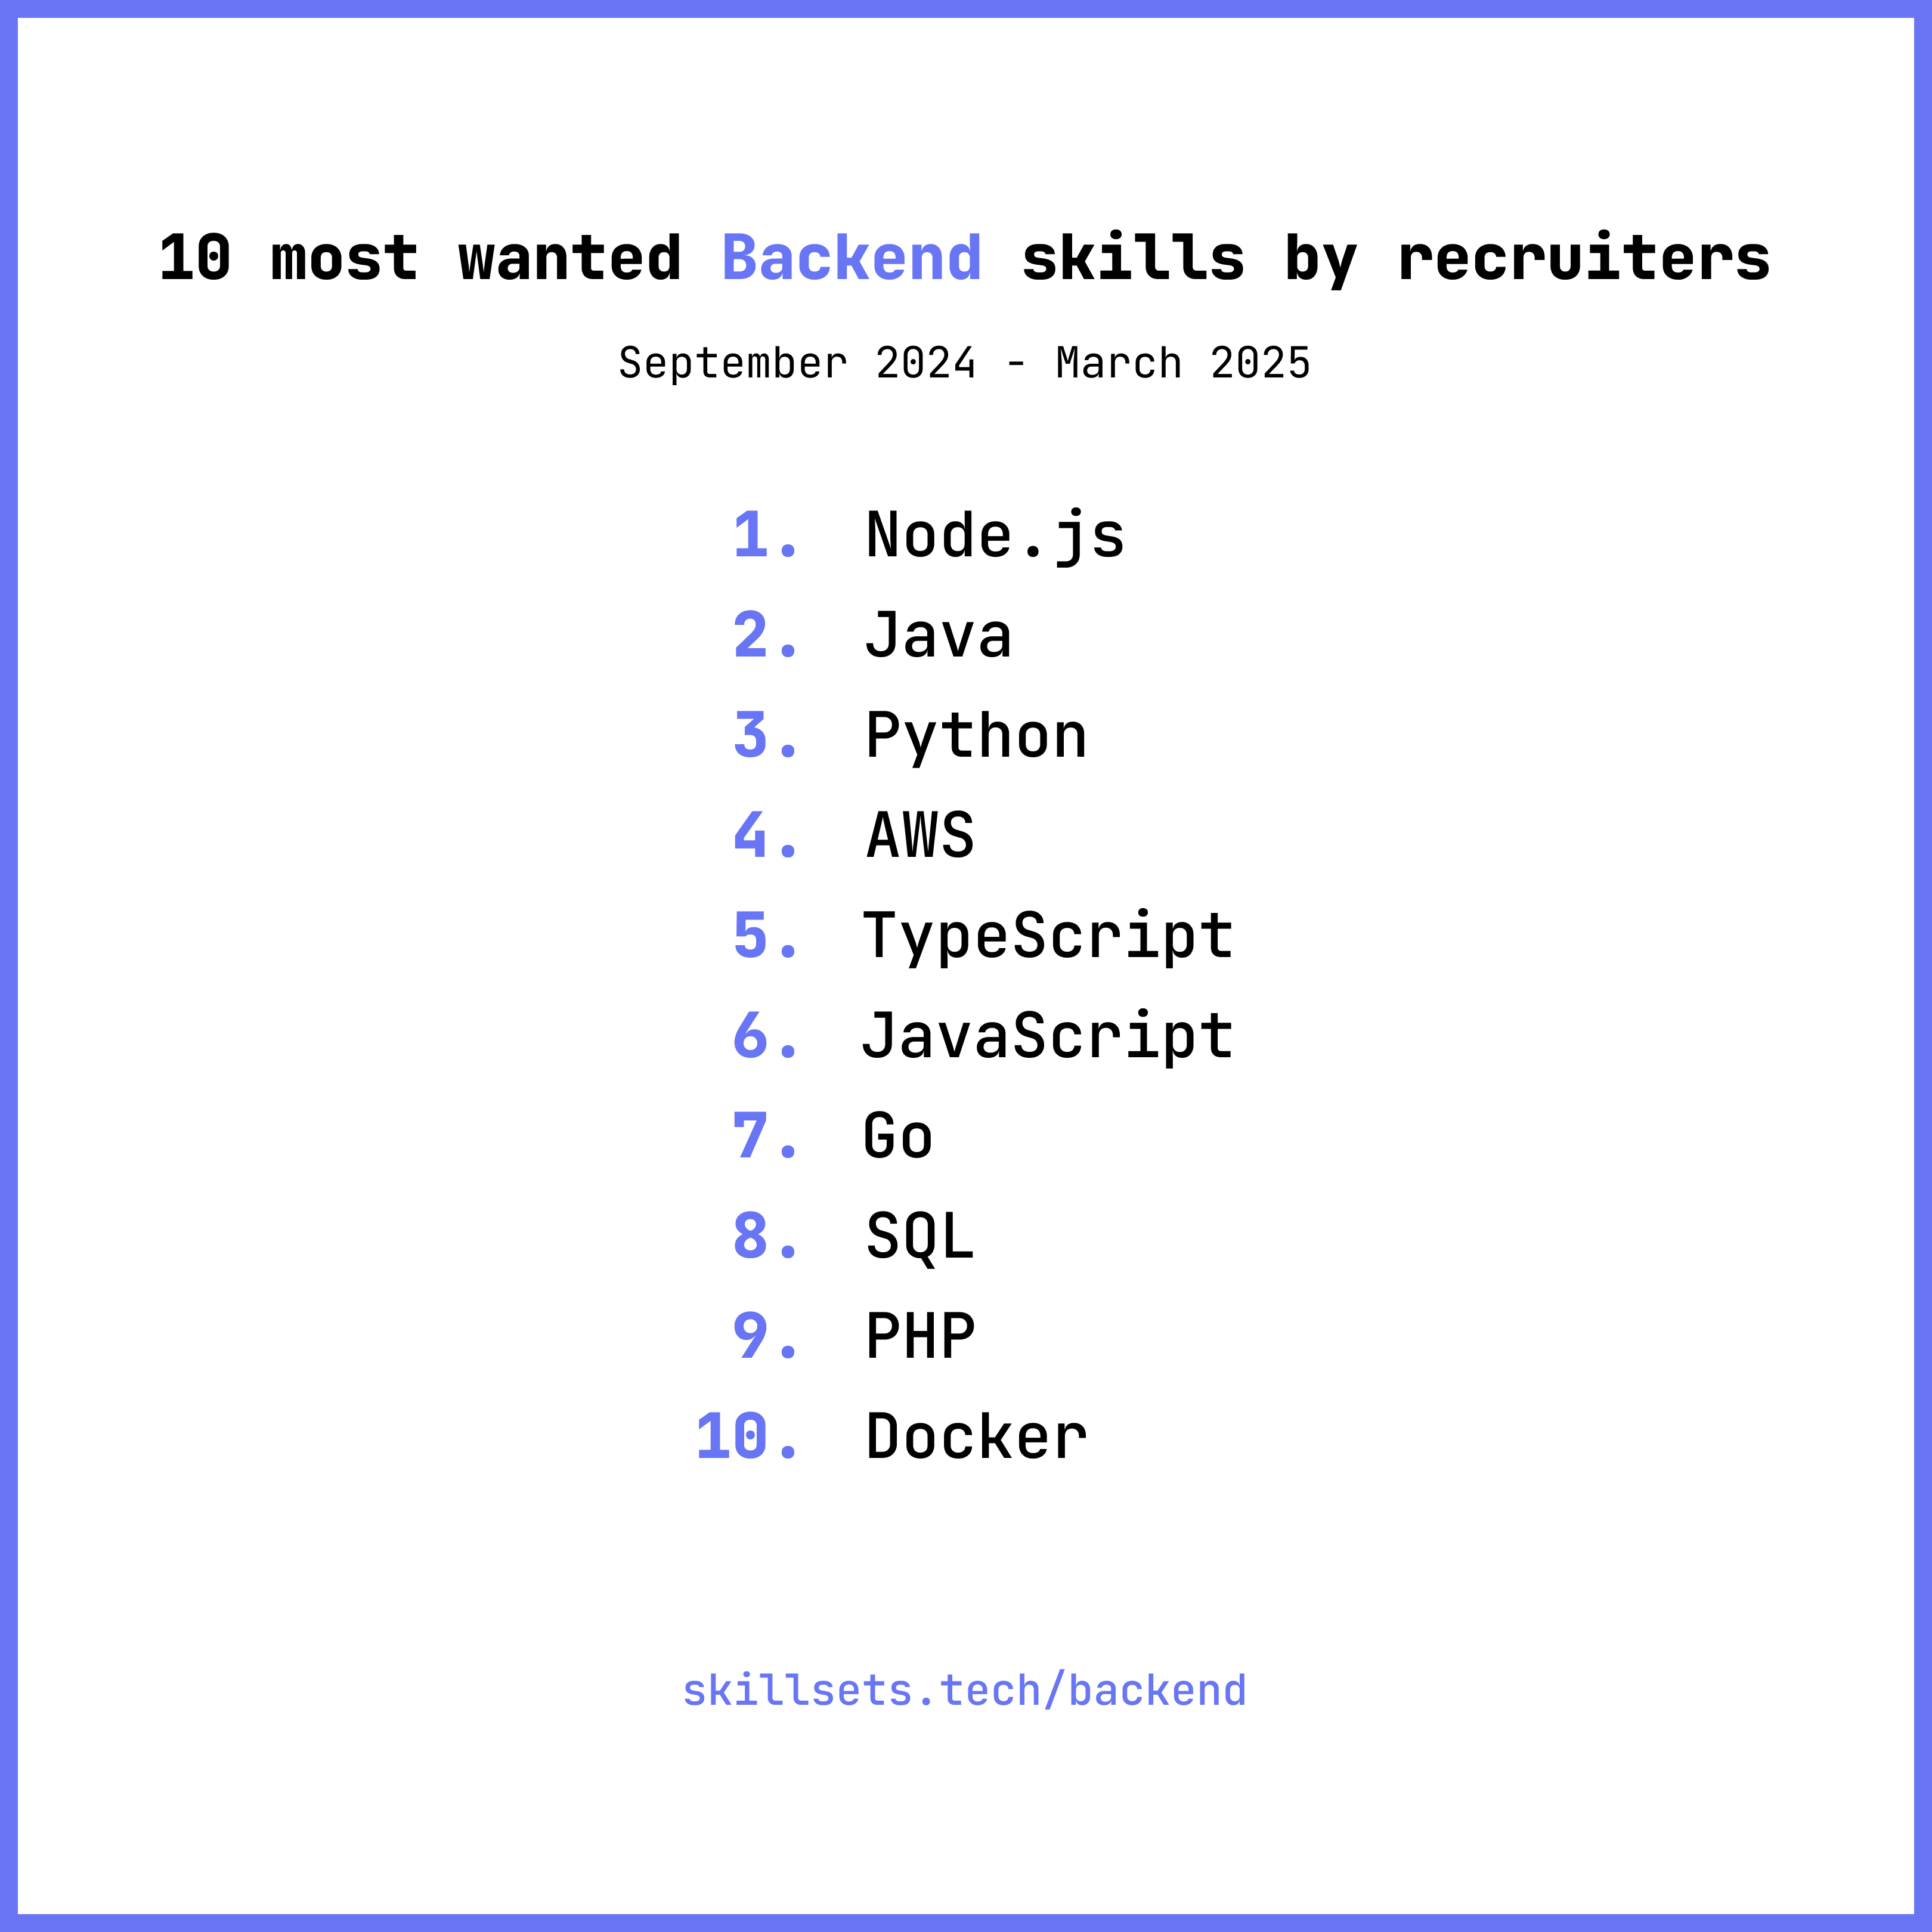 10 most wanted Backend skills by recruiters
September 2024 - March 2025
1. Node.js
2. Java
3. Python
4. AWS
5. TypeScript
6. JavaScript
7. Go
8. SQL
9. PHP
10. Docker
skillsets.tech/backend